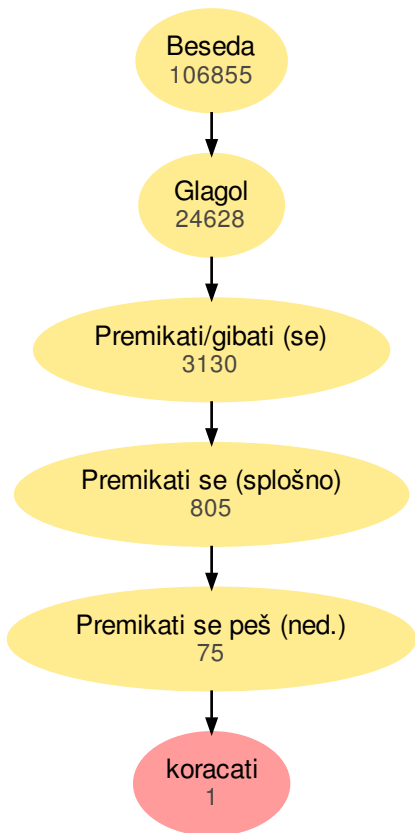 Beseda
106855
Glagol
24628
Premikati/gibati (se)
3130
Premikati se (splošno)
805
Premikati se peš (ned.)
75
koracati
1